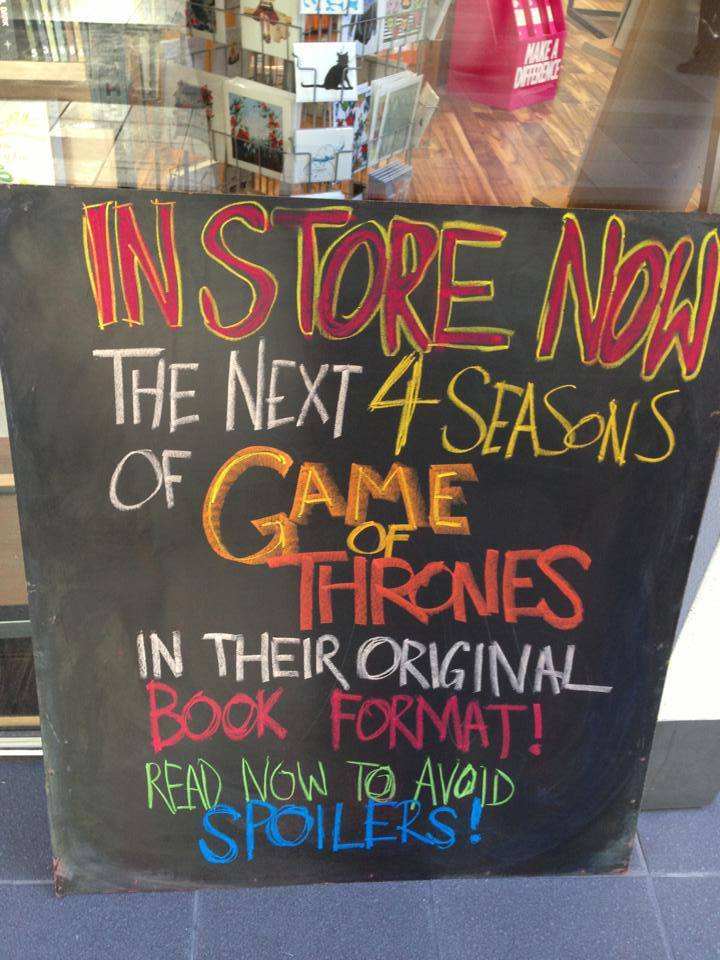 MAKE A
DIFFERENCE
IN STORE NOW
THE NEXT 4 SEASONS
OF GAME
OF
THRONES
IN THEIR ORIGINAL
BOOK FORMAT!
READ NOW TO AVOID
SPOILERS!